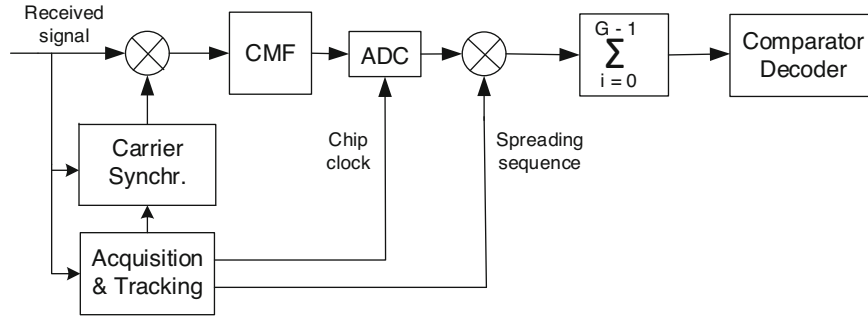 Received
signal
CMF
ADC
G - 1
Σ
i = 0
Comparator
Decoder
Carrier
Synchr.
Chip
clock
Spreading
sequence
Acquisition
& Tracking